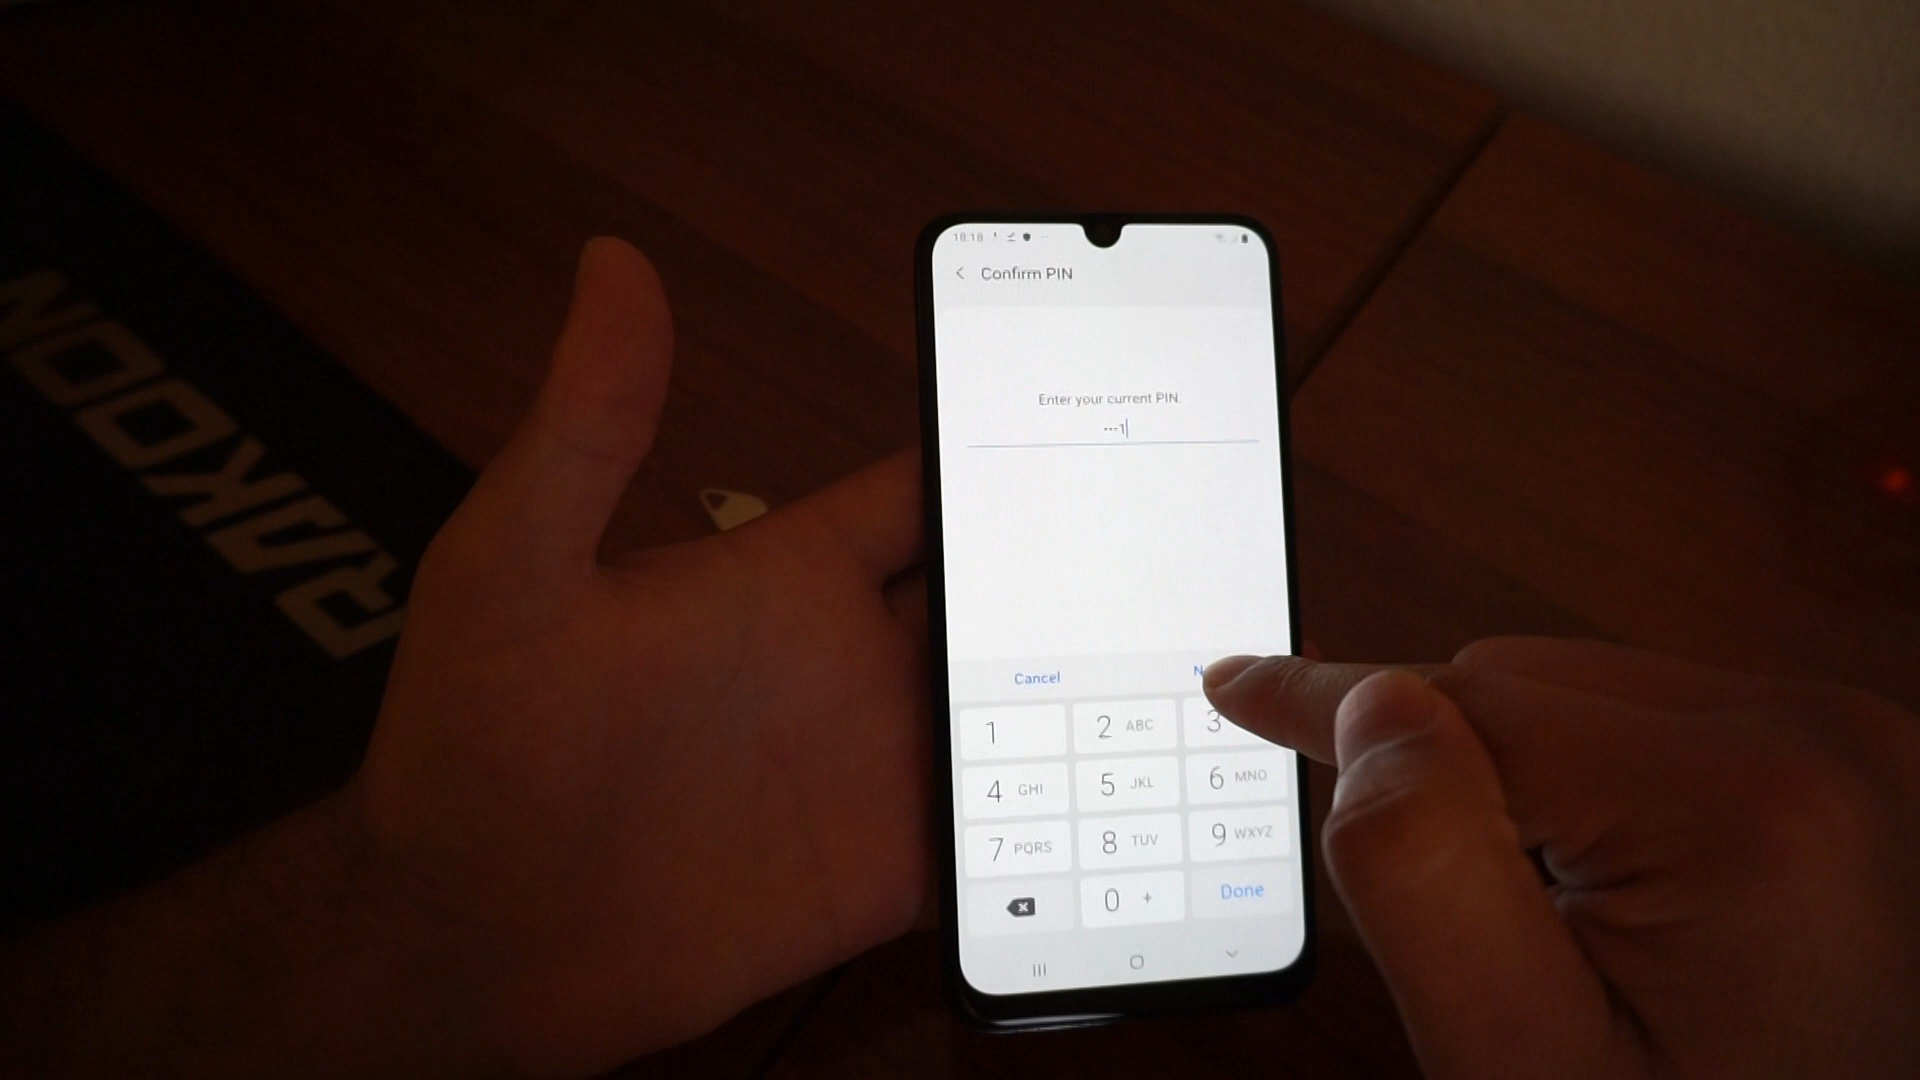 18:18
Confirm PIN
Enter your current PIN.
•••1
Cancel
1
2 ABC
3
4 GHI
5 JKL
6 MNO
7 PQRS
8 TUV
9 WXYZ
0 +
Done
SHARKOON